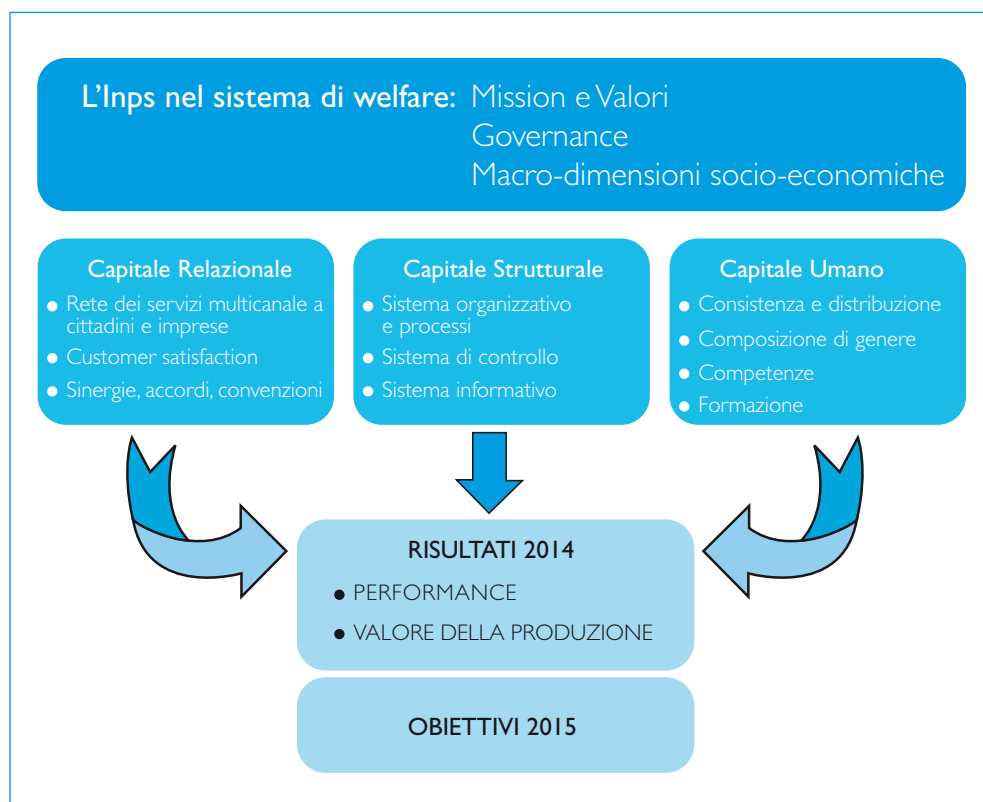 L'Inps nel sistema di welfare: Mission e Valori
Governance
Macro-dimensioni socio-economiche
Capitale Relazionale
● Rete dei servizi multicanale a
cittadini e imprese
● Customer satisfaction
● Sinergie, accordi, convenzioni
Capitale Strutturale
● Sistema organizzativo
e processi
● Sistema di controllo
● Sistema informativo
Capitale Umano
● Consistenza e distribuzione
● Composizione di genere
● Competenze
● Formazione
RISULTATI 2014
● PERFORMANCE
● VALORE DELLA PRODUZIONE
OBIETTIVI 2015